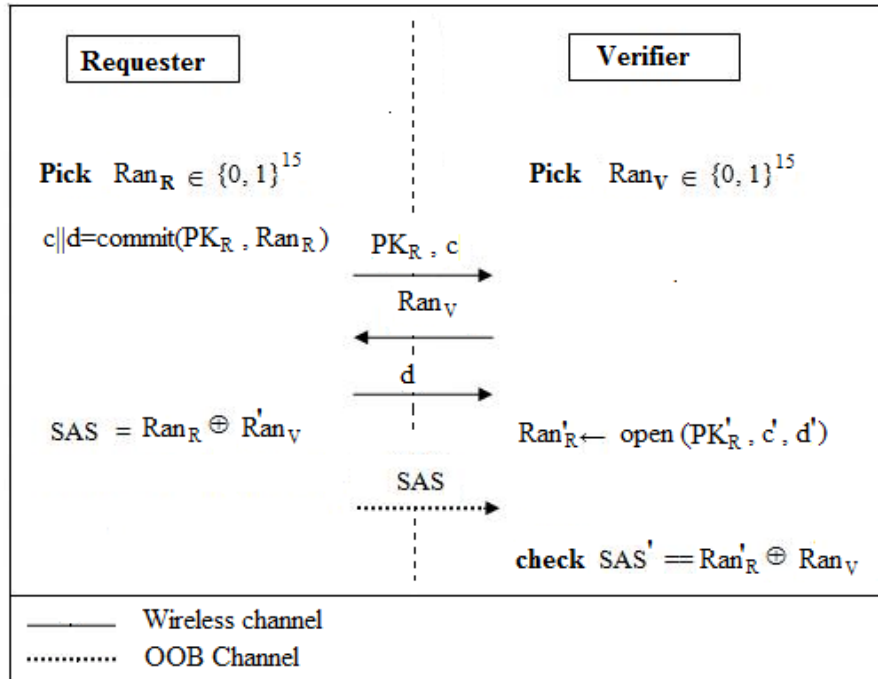 Requester
Verifier
Pick Ran_R ∈ {0, 1}^15
Pick Ran_V ∈ {0, 1}^15
c||d=commit(PK_R , Ran_R )
PK_R , c
Ran_V
d
SAS = Ran_R ⊕ R'an_V
Ran'_R ← open (PK'_R , c' , d' )
SAS
check SAS' == Ran'_R ⊕ Ran_V
Wireless channel
OOB Channel